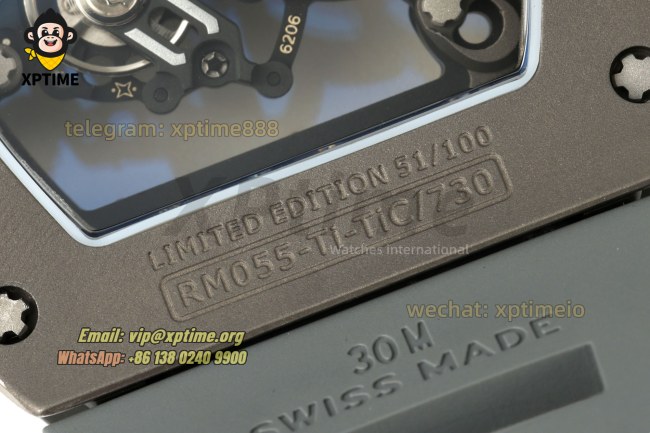 XPTIME
6206
telegram: xptime888
LIMITED EDITION 51/100
RM055-Ti-TiC/730
Watches International
wechat: xptimeio
Email: vip@xptime.org
WhatsApp: +86 138 0240 9900
30 M
SWISS MADE